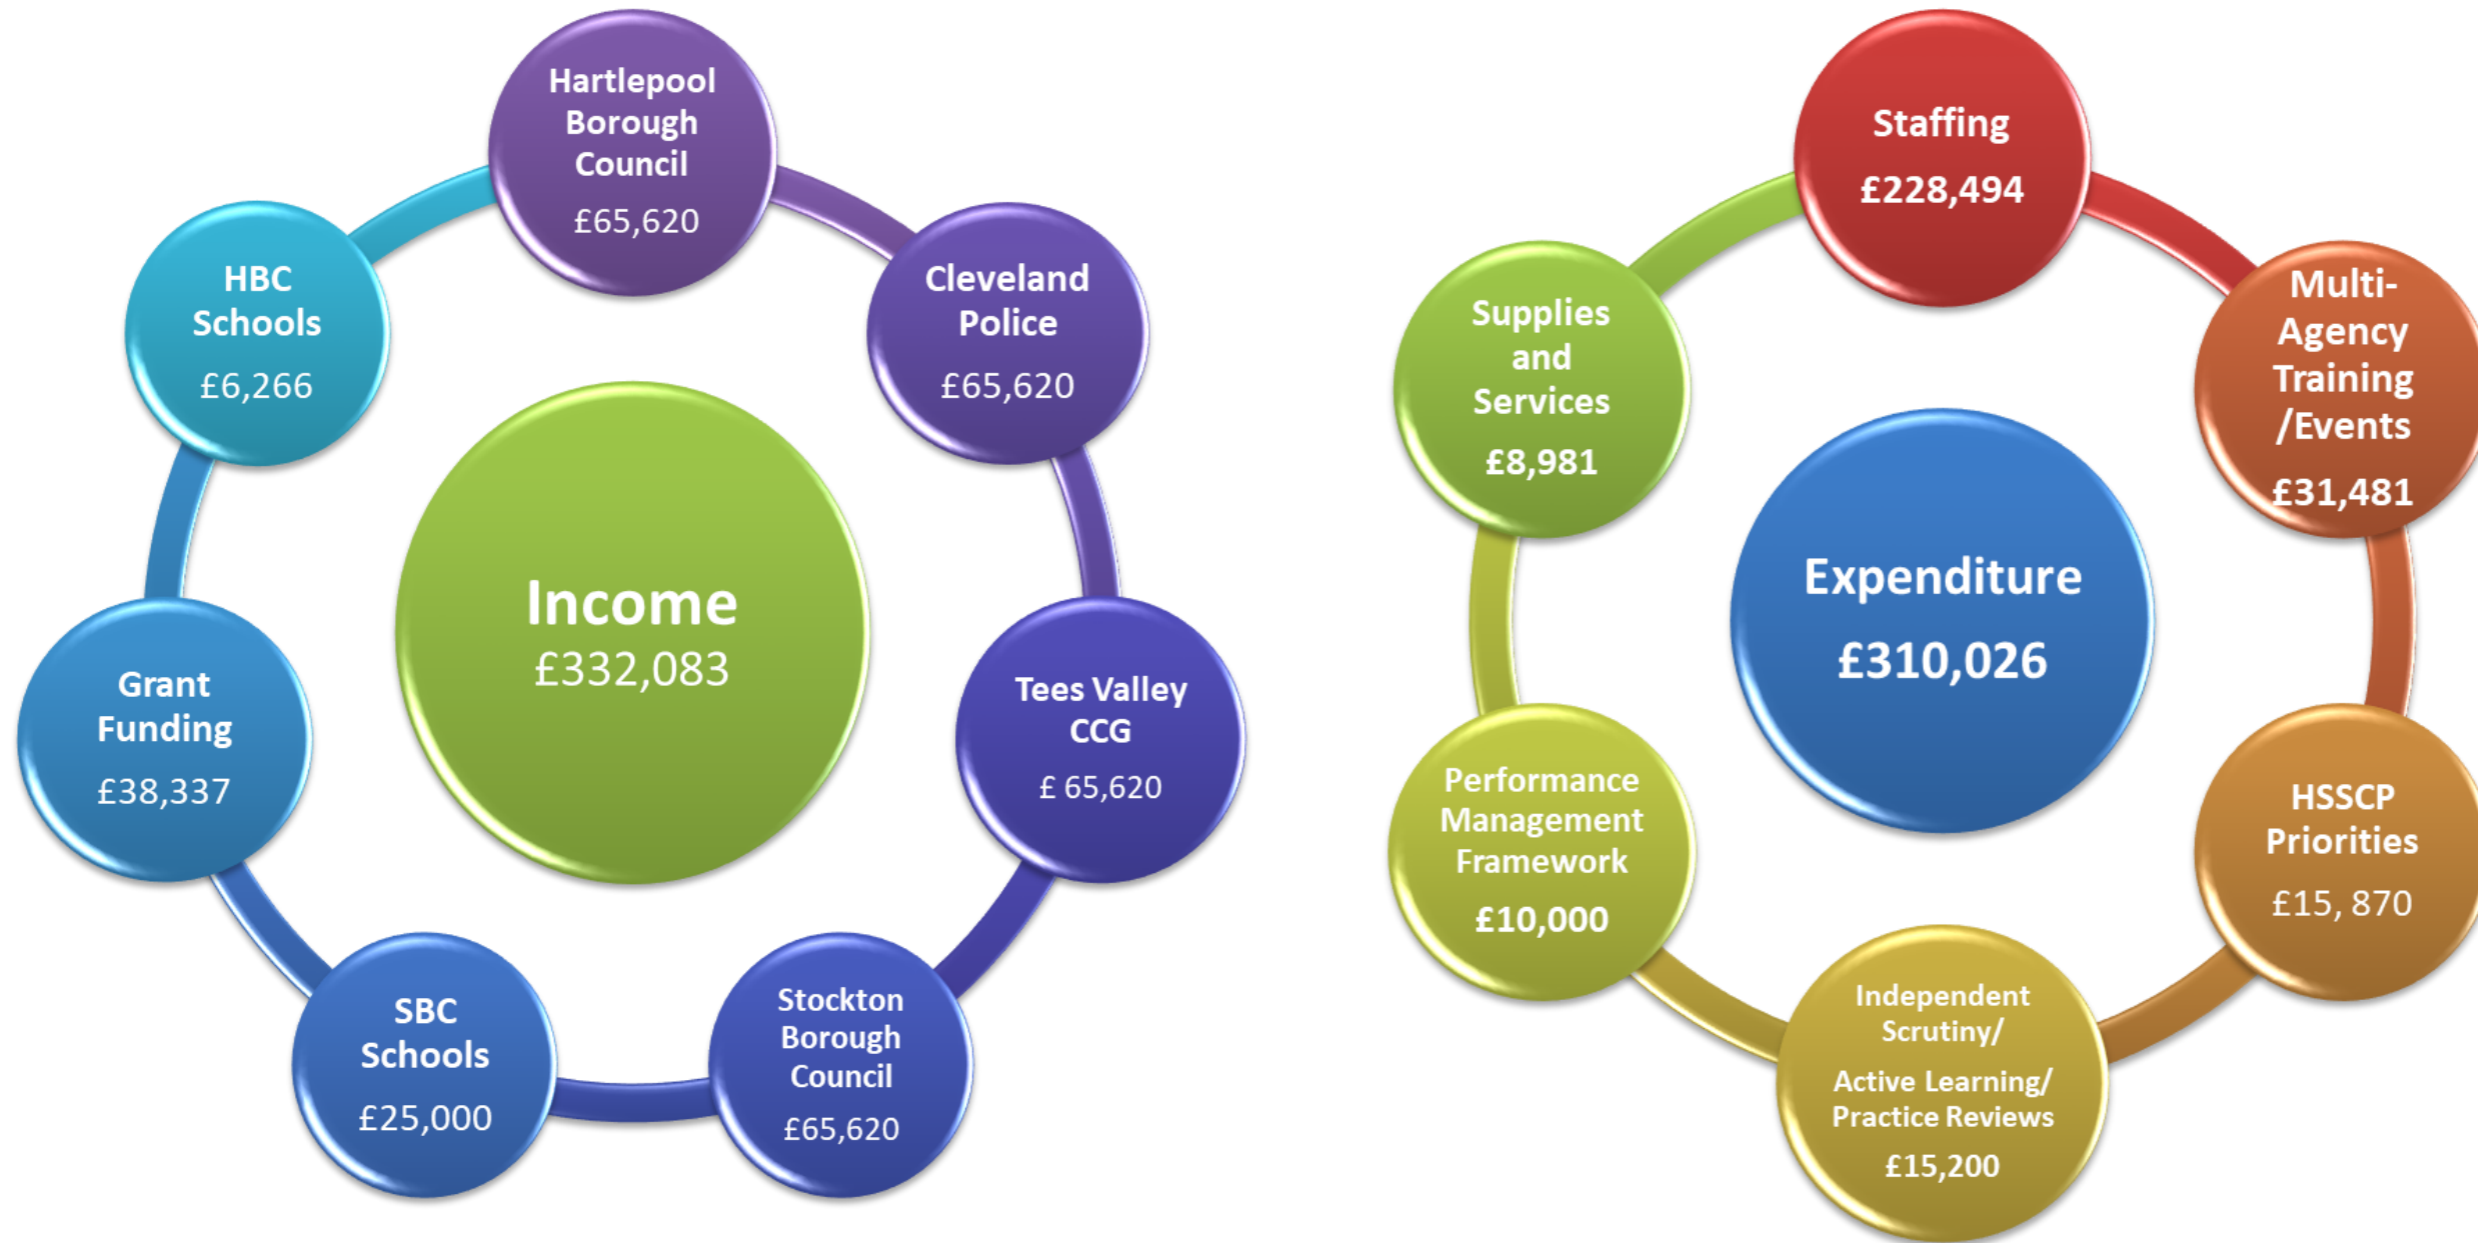 Hartlepool
Borough
Council
£65,620
Cleveland
Police
£65,620
Tees Valley
CCG
£ 65,620
Stockton
Borough
Council
£65,620
SBC
Schools
£25,000
Grant
Funding
£38,337
HBC
Schools
£6,266
Income
£332,083
Staffing
£228,494
Multi-
Agency
Training
/Events
£31,481
HSSCP
Priorities
£15, 870
Independent
Scrutiny/
Active Learning/
Practice Reviews
£15,200
Performance
Management
Framework
£10,000
Supplies
and
Services
£8,981
Expenditure
£310,026